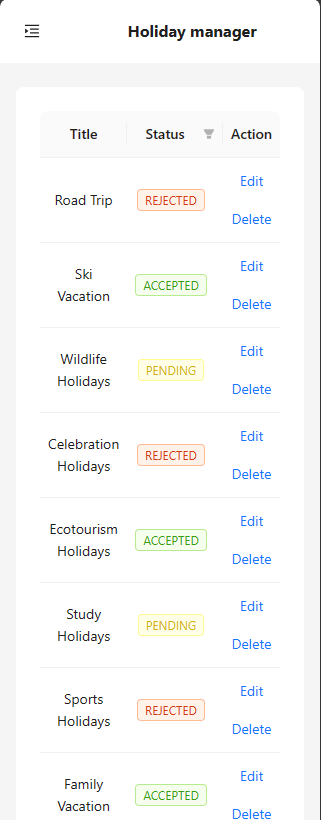 Holiday manager
Title Status Action
Road Trip REJECTED Edit
Delete
Ski
Vacation ACCEPTED Edit
Delete
Wildlife
Holidays PENDING Edit
Delete
Celebration
Holidays REJECTED Edit
Delete
Ecotourism
Holidays ACCEPTED Edit
Delete
Study
Holidays PENDING Edit
Delete
Sports
Holidays REJECTED Edit
Delete
Family
Vacation ACCEPTED Edit
Delete